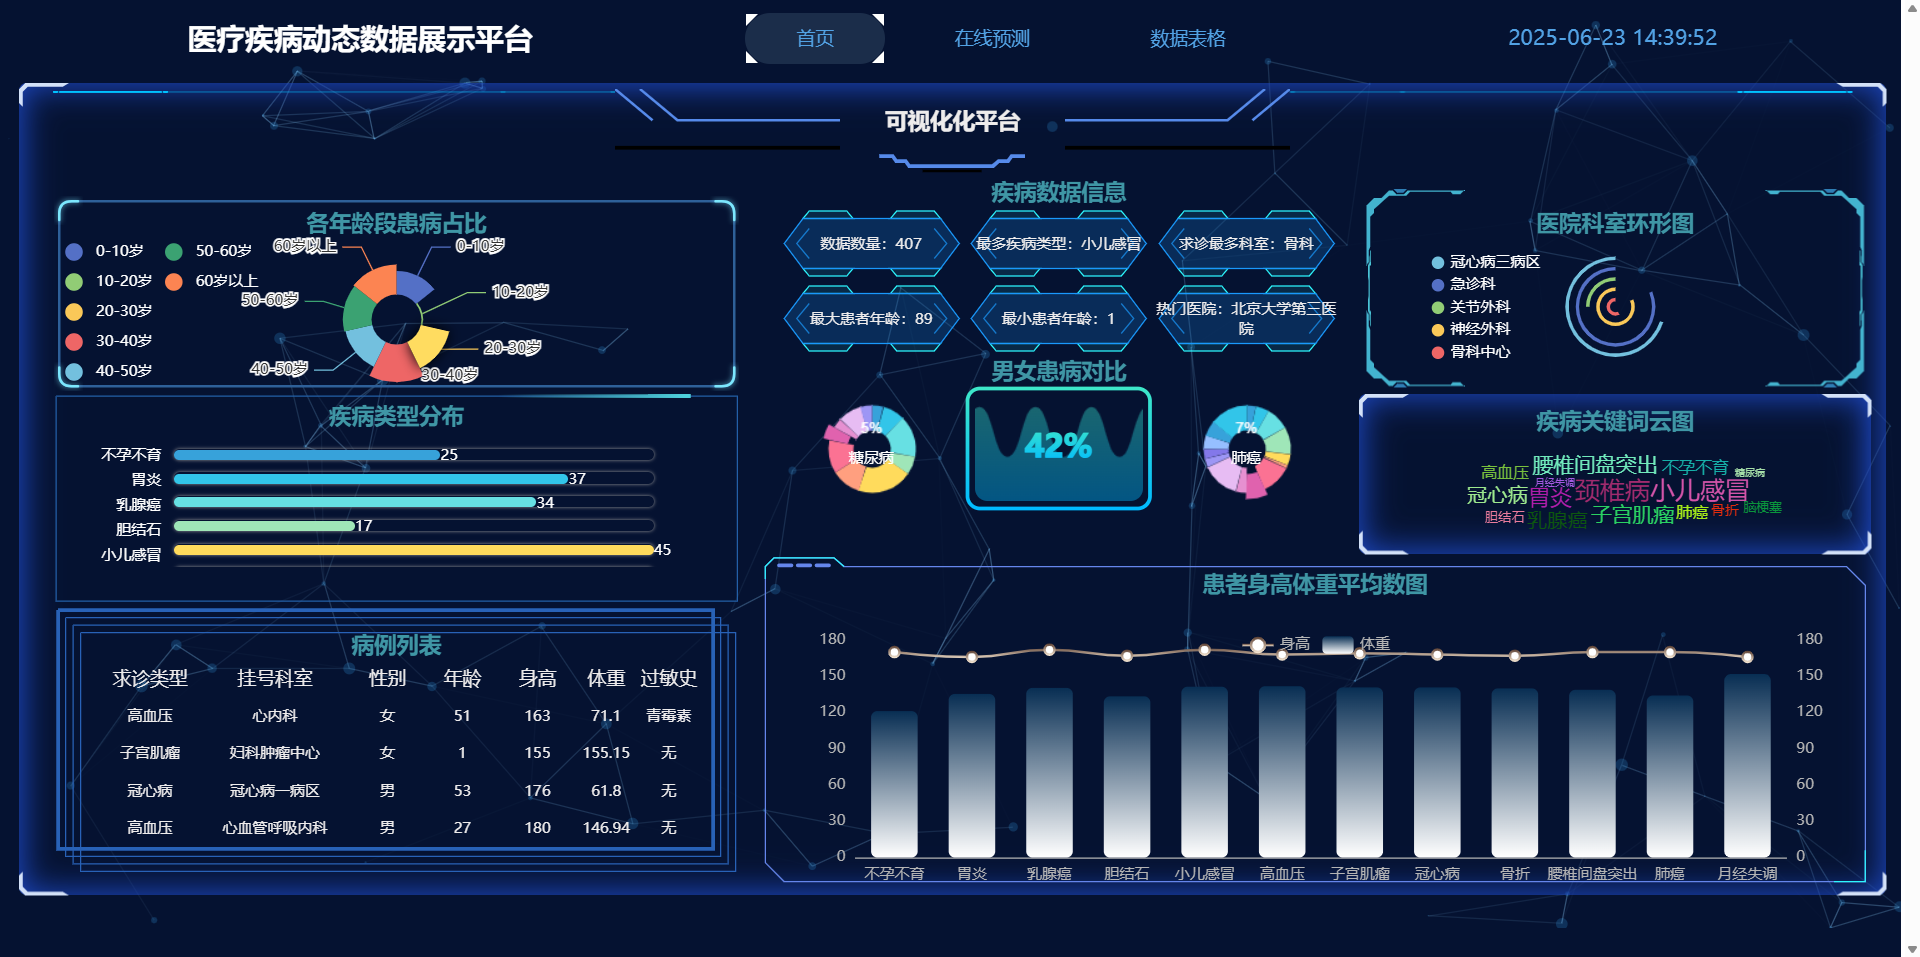 医疗疾病动态数据展示平台
首页
在线预测
数据表格
2025-06-23 14:39:52
可视化化平台
各年龄段患病占比
0-10岁
50-60岁
10-20岁
60岁以上
20-30岁
30-40岁
40-50岁
60岁以上
0-10岁
10-20岁
50-60岁
20-30岁
40-50岁
30-40岁
疾病类型分布
不孕不育
25
胃炎
37
乳腺癌
34
胆结石
17
小儿感冒
45
病例列表
求诊类型 挂号科室 性别 年龄 身高 体重 过敏史
高血压 心内科 女 51 163 71.1 青霉素
子宫肌瘤 妇科肿瘤中心 女 1 155 155.15 无
冠心病 冠心病一病区 男 53 176 61.8 无
高血压 心血管呼吸内科 男 27 180 146.94 无
疾病数据信息
数据数量：407
最多疾病类型：小儿感冒
求诊最多科室：骨科
最大患者年龄：89
最小患者年龄：1
热门医院：北京大学第三医
院
男女患病对比
5%
糖尿病
42%
7%
肺癌
医院科室环形图
冠心病三病区
急诊科
关节外科
神经外科
骨科中心
疾病关键词云图
高血压
腰椎间盘突出
不孕不育
糖尿病
月经失调
冠心病
胃炎
颈椎病
小儿感冒
胆结石
乳腺癌
子宫肌瘤
肺癌
骨折
脑梗塞
患者身高体重平均数图
身高
体重
180
150
120
90
60
30
0
180
150
120
90
60
30
0
不孕不育 胃炎 乳腺癌 胆结石 小儿感冒 高血压 子宫肌瘤 冠心病 骨折 腰椎间盘突出 肺癌 月经失调